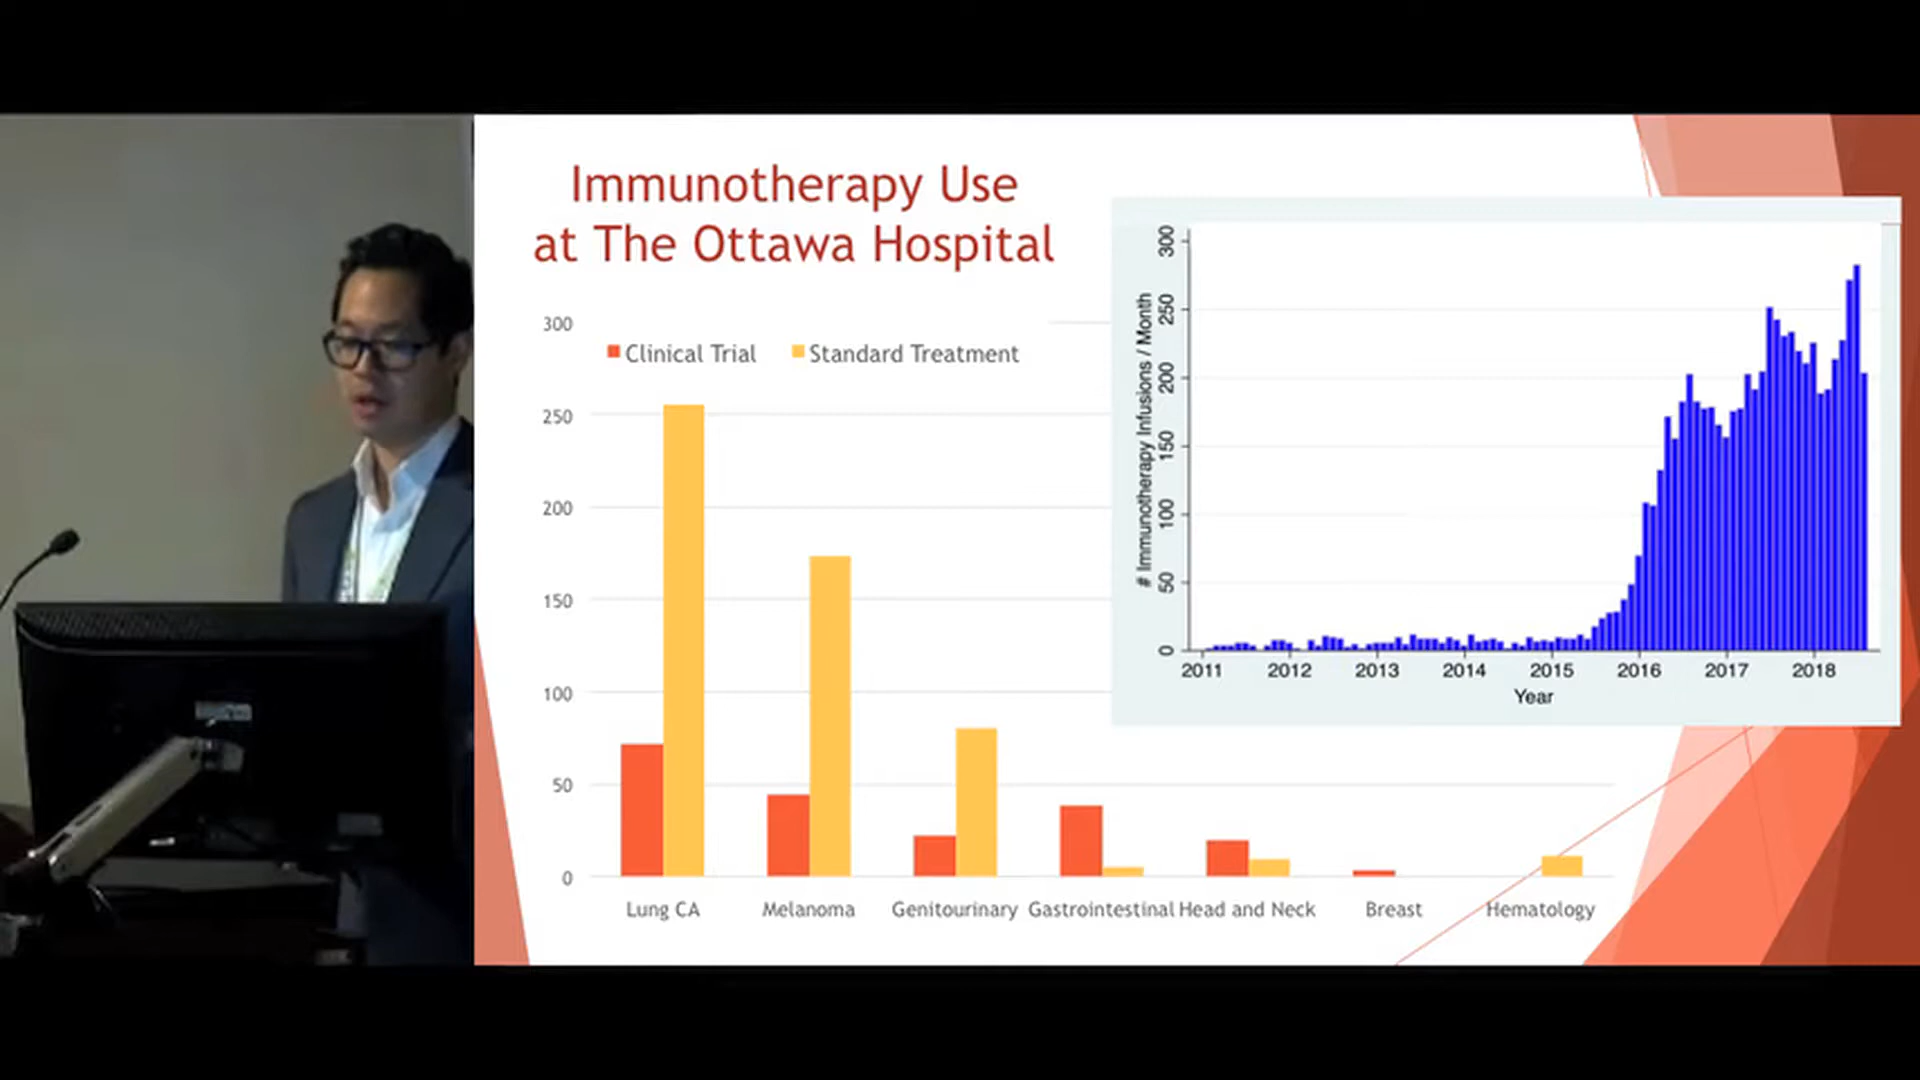 Immunotherapy Use
at The Ottawa Hospital
Clinical Trial
Standard Treatment
300
250
200
150
100
50
0
Lung CA
Melanoma
Genitourinary
Gastrointestinal
Head and Neck
Breast
Hematology
# Immunotherapy Infusions / Month
300
250
200
150
100
50
0
2011
2012
2013
2014
2015
2016
2017
2018
Year